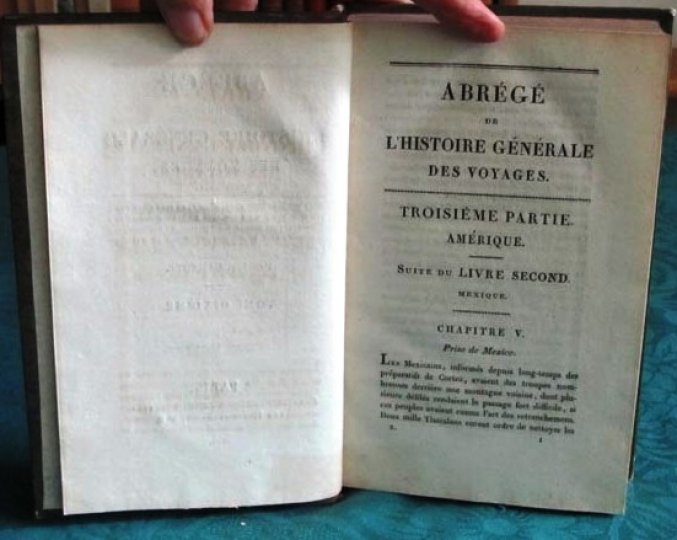 ABRÉGÉ
DE
L'HISTOIRE GÉNÉRALE
DES VOYAGES.
TROISIÉME PARTIE.
AMÉRIQUE.
SUITE DU LIVRE SECOND.
MEXIQUE.
CHAPITRE V.
Prise de Mexico.
LES Mexicains, informés depuis long-temps des
préparatifs de Cortez, avaient des troupes nom-
breuses derrière une montagne voisine, dont plu-
sieurs défilés rendaient le passage fort difficile, si
ces peuples avaient connu l'art des retranchemens.
Deux mille Tlascalans eurent ordre de nettoyer les
1